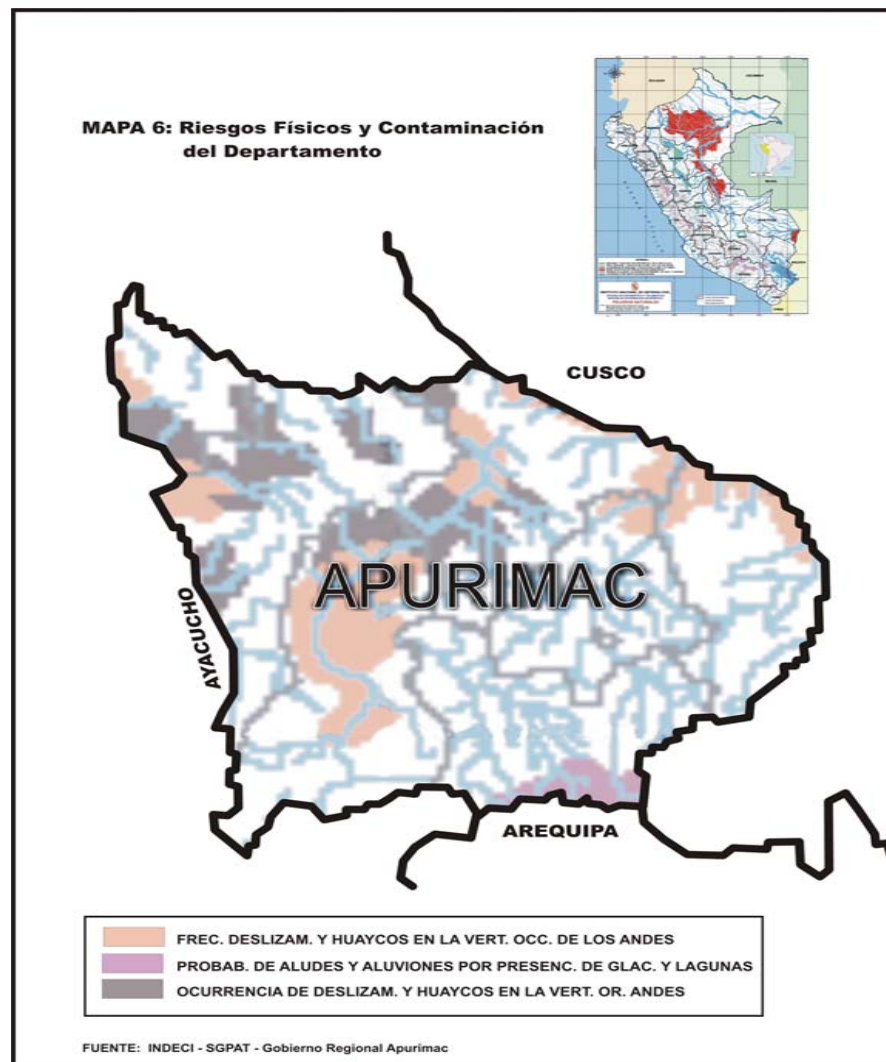 MAPA 6: Riesgos Físicos y Contaminación
del Departamento
CUSCO
APURIMAC
AYACUCHO
AREQUIPA
FREC. DESLIZAM. Y HUAYCOS EN LA VERT. OCC. DE LOS ANDES
PROBAB. DE ALUDES Y ALUVIONES POR PRESENC. DE GLAC. Y LAGUNAS
OCURRENCIA DE DESLIZAM. Y HUAYCOS EN LA VERT. OR. ANDES
FUENTE: INDECI - SGPAT - Gobierno Regional Apurímac